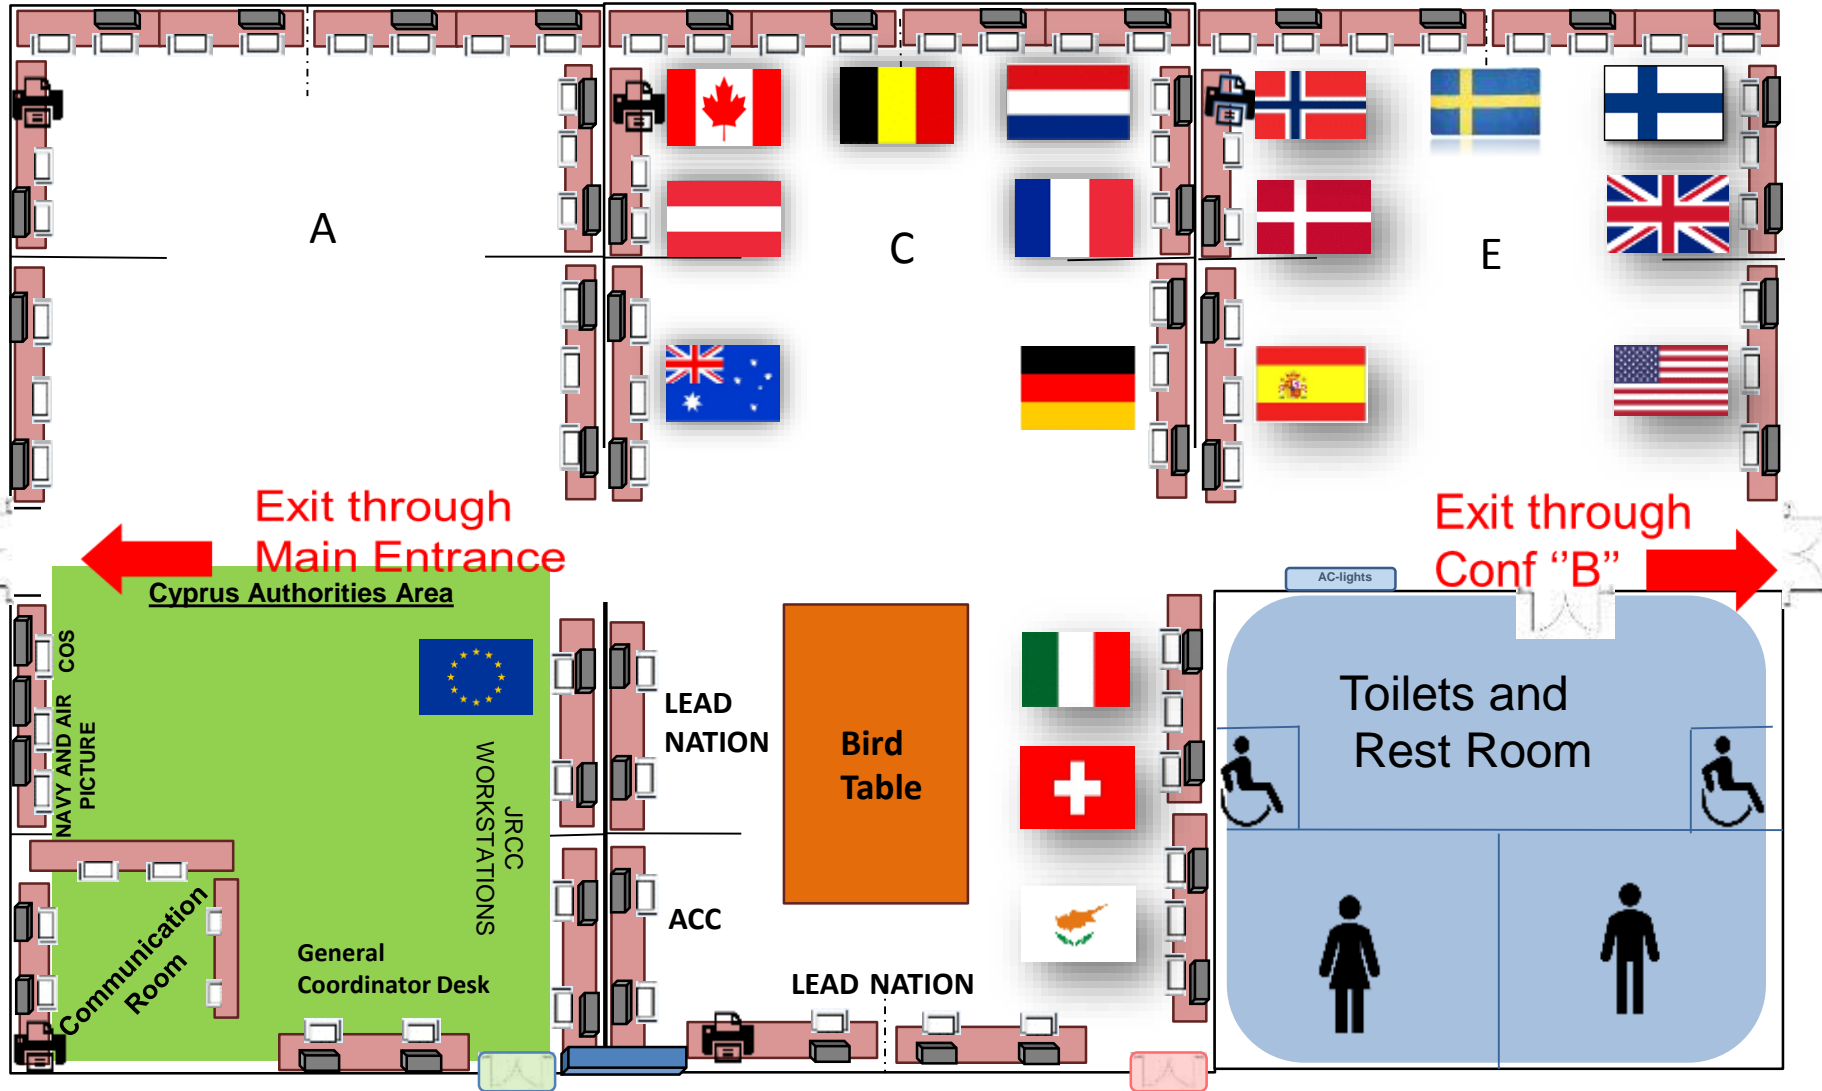 A
C
E
Exit through
Main Entrance
Exit through
Conf “B”
AC-lights
Cyprus Authorities Area
COS
NAVY AND AIR
PICTURE
JRCC
WORKSTATIONS
LEAD
NATION
Bird
Table
Toilets and
Rest Room
ACC
Communication
Room
General
Coordinator Desk
LEAD NATION